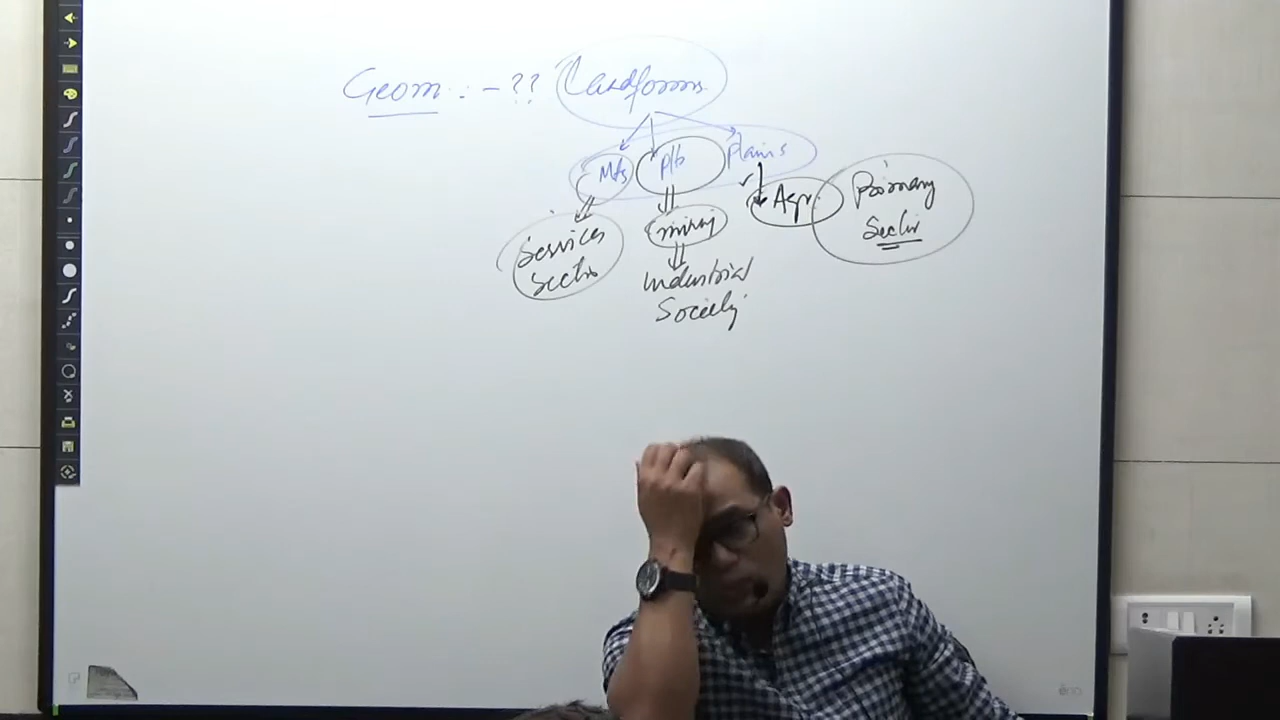 Geom : - ?? Landforms
Mts Plt Plains
Services Sector
mining
Industrial Society
Agr.
Primary Sector